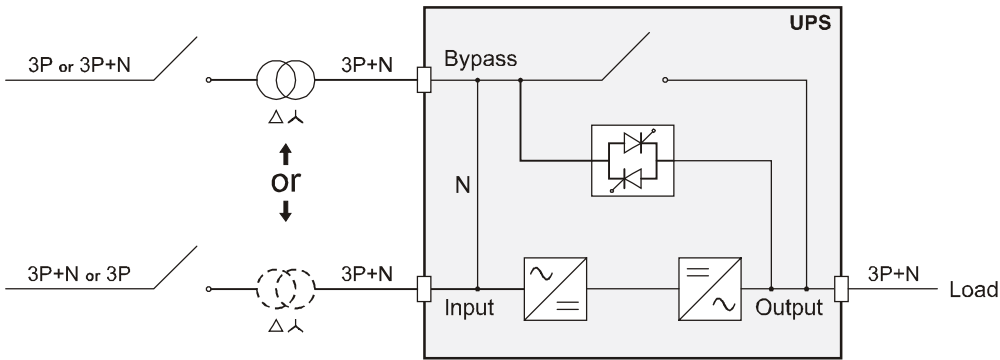 UPS
3P or 3P+N
3P+N
Bypass
or
N
3P+N or 3P
3P+N
Input
Output
3P+N
Load